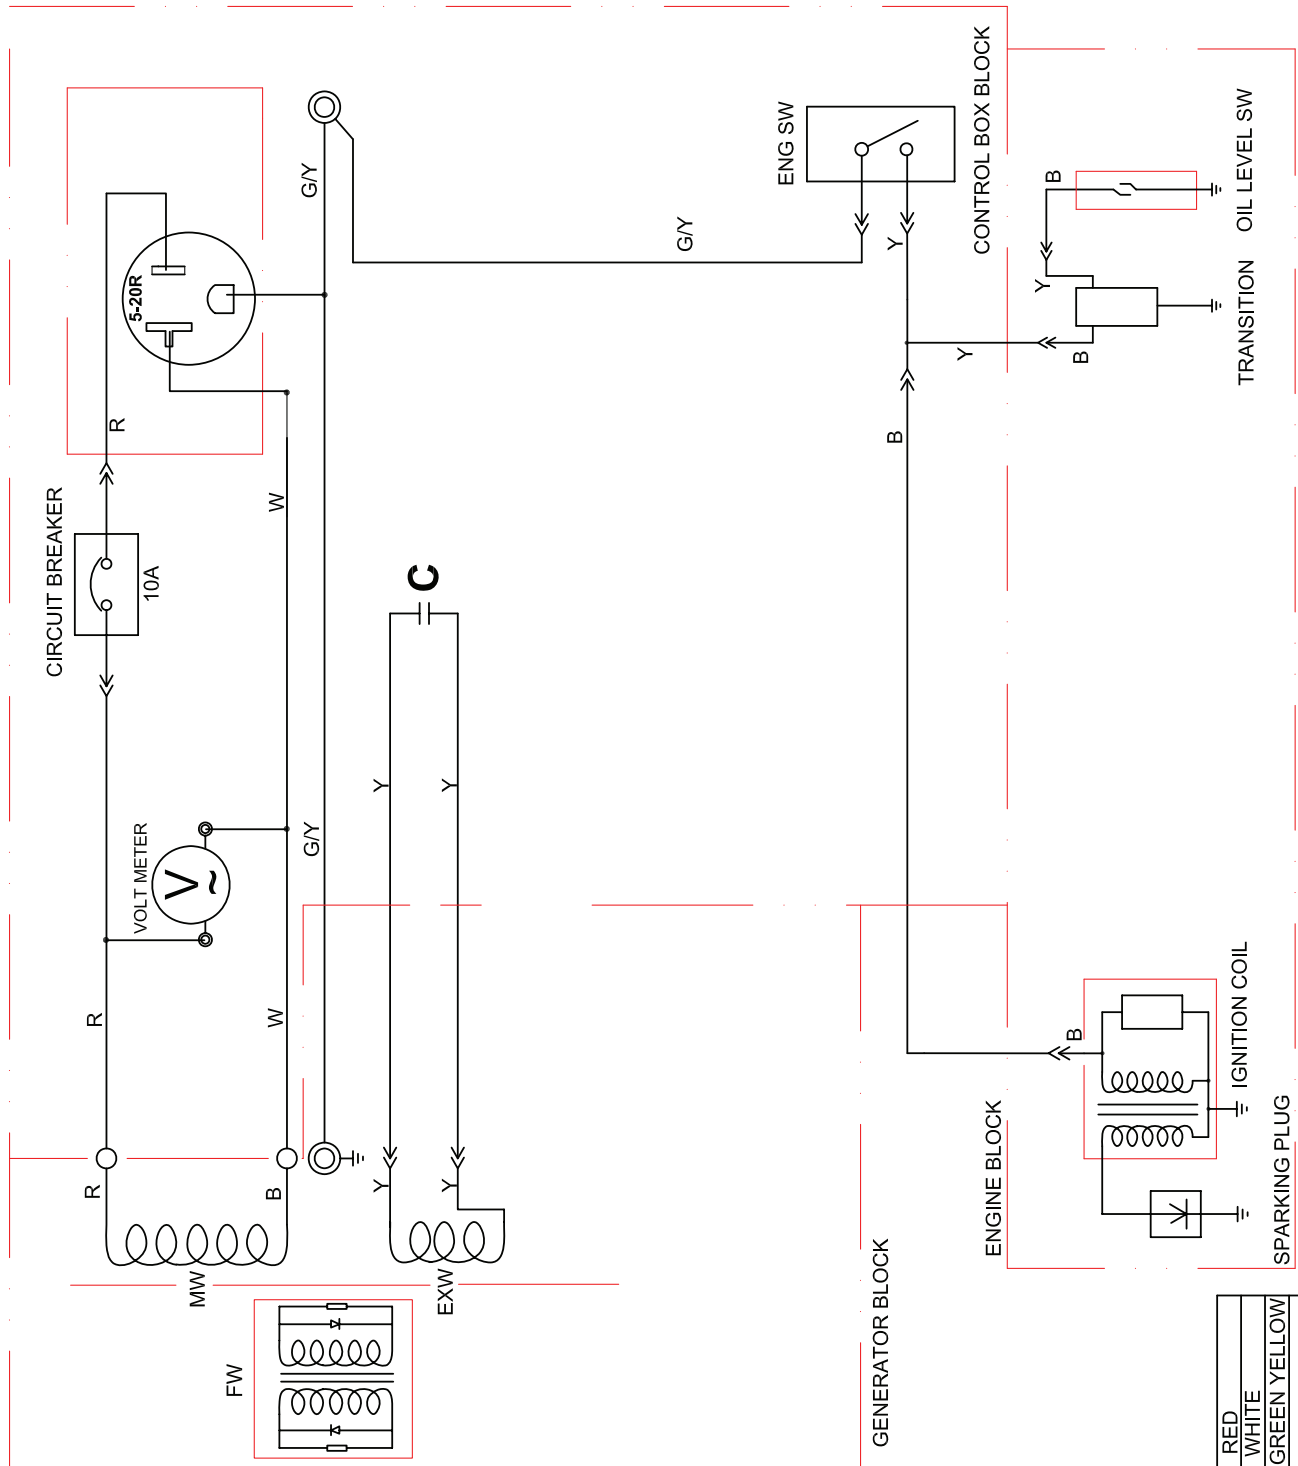 CIRCUIT BREAKER
10A
R
5-20R
G/Y
ENG SW
CONTROL BOX BLOCK
G/Y
Y
B
OIL LEVEL SW
Y
TRANSITION
Y
B
B
W
C
VOLT METER
V
~
Y
Y
G/Y
R
W
R
B
Y
Y
MW
EXW
FW
GENERATOR BLOCK
ENGINE BLOCK
B
IGNITION COIL
SPARKING PLUG
RED
WHITE
GREEN YELLOW